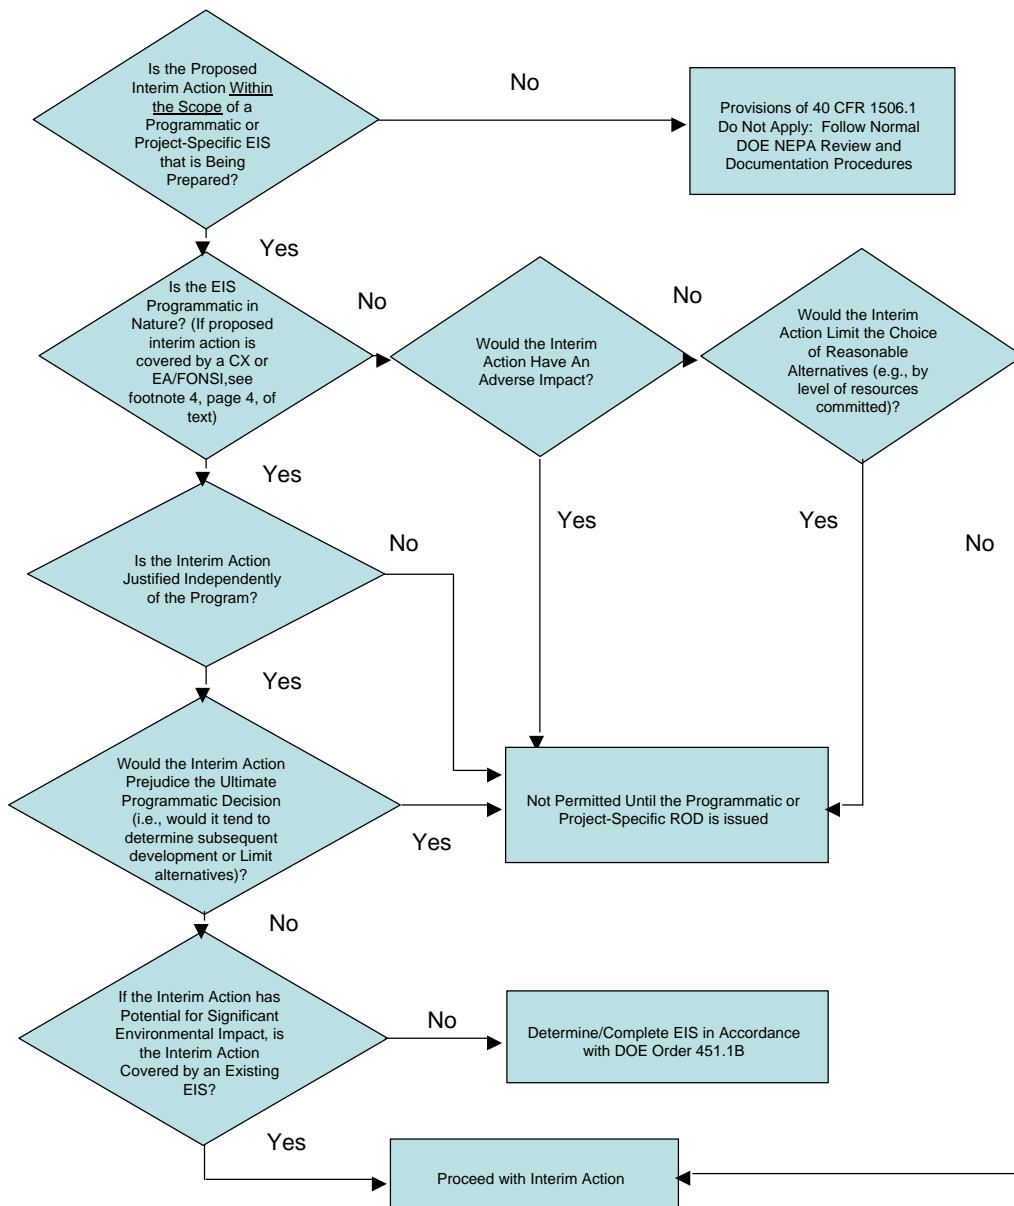 Is the Proposed
Interim Action Within
the Scope of a
Programmatic or
Project-Specific EIS
that is Being
Prepared?
No
Provisions of 40 CFR 1506.1
Do Not Apply: Follow Normal
DOE NEPA Review and
Documentation Procedures
Yes
Is the EIS
Programmatic in
Nature? (If proposed
interim action is
covered by a CX or
EA/FONSI,see
footnote 4, page 4, of
text)
No
Would the Interim
Action Have An
Adverse Impact?
No
Would the Interim
Action Limit the Choice
of Reasonable
Alternatives (e.g., by
level of resources
committed)?
Yes
Yes
Yes
No
Is the Interim Action
Justified Independently
of the Program?
No
Yes
Would the Interim Action
Prejudice the Ultimate
Programmatic Decision
(i.e., would it tend to
determine subsequent
development or Limit
alternatives)?
Yes
Not Permitted Until the Programmatic or
Project-Specific ROD is issued
No
If the Interim Action has
Potential for Significant
Environmental Impact, is
the Interim Action
Covered by an Existing
EIS?
No
Determine/Complete EIS in Accordance
with DOE Order 451.1B
Yes
Proceed with Interim Action